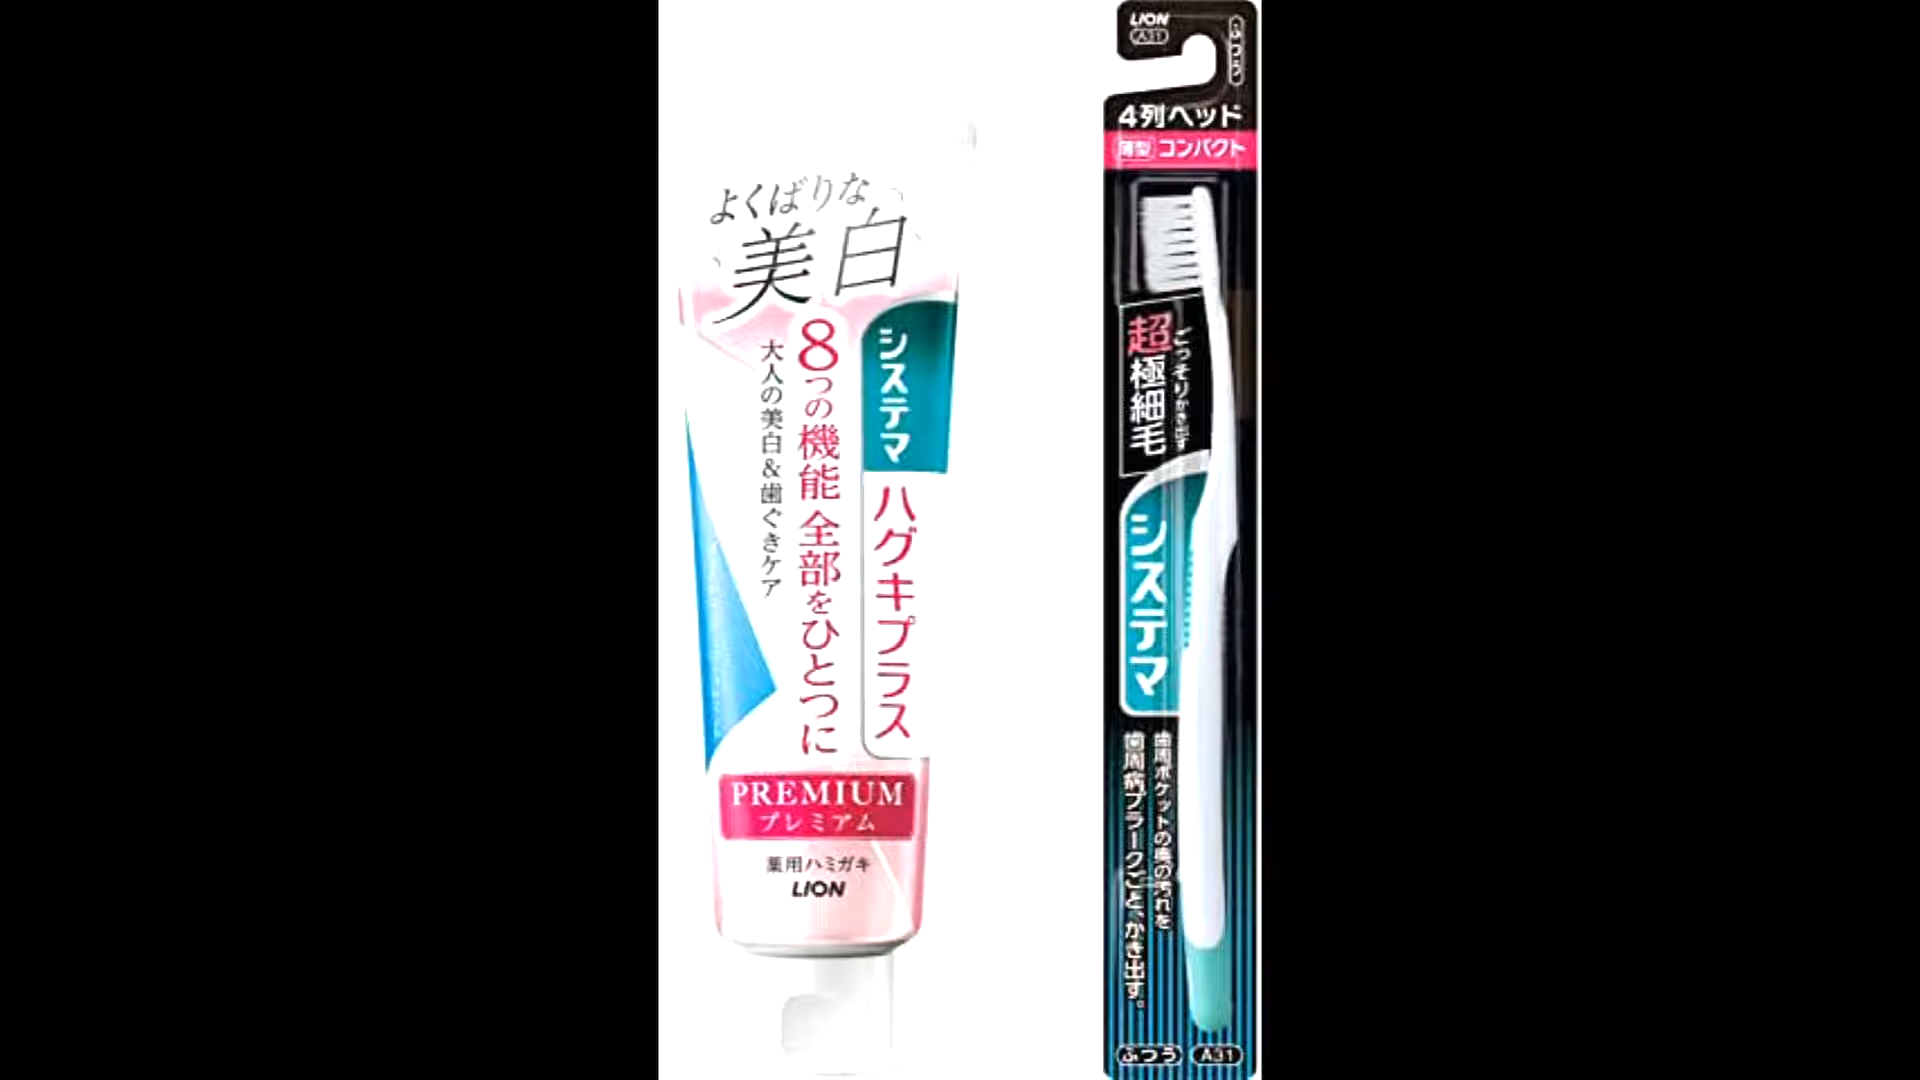 よくばりな
美白
システマ
ハグキプラス
8つの機能 全部をひとつに
大人の美白&歯ぐきケア
PREMIUM
プレミアム
薬用ハミガキ
LION
LION
A31
ふつう
4列ヘッド
薄型 コンパクト
ごっそりかき出す
超極細毛
システマ
歯周ポケットの奥の汚れを
歯周病プラークごと、かき出す。
ふつう
A31